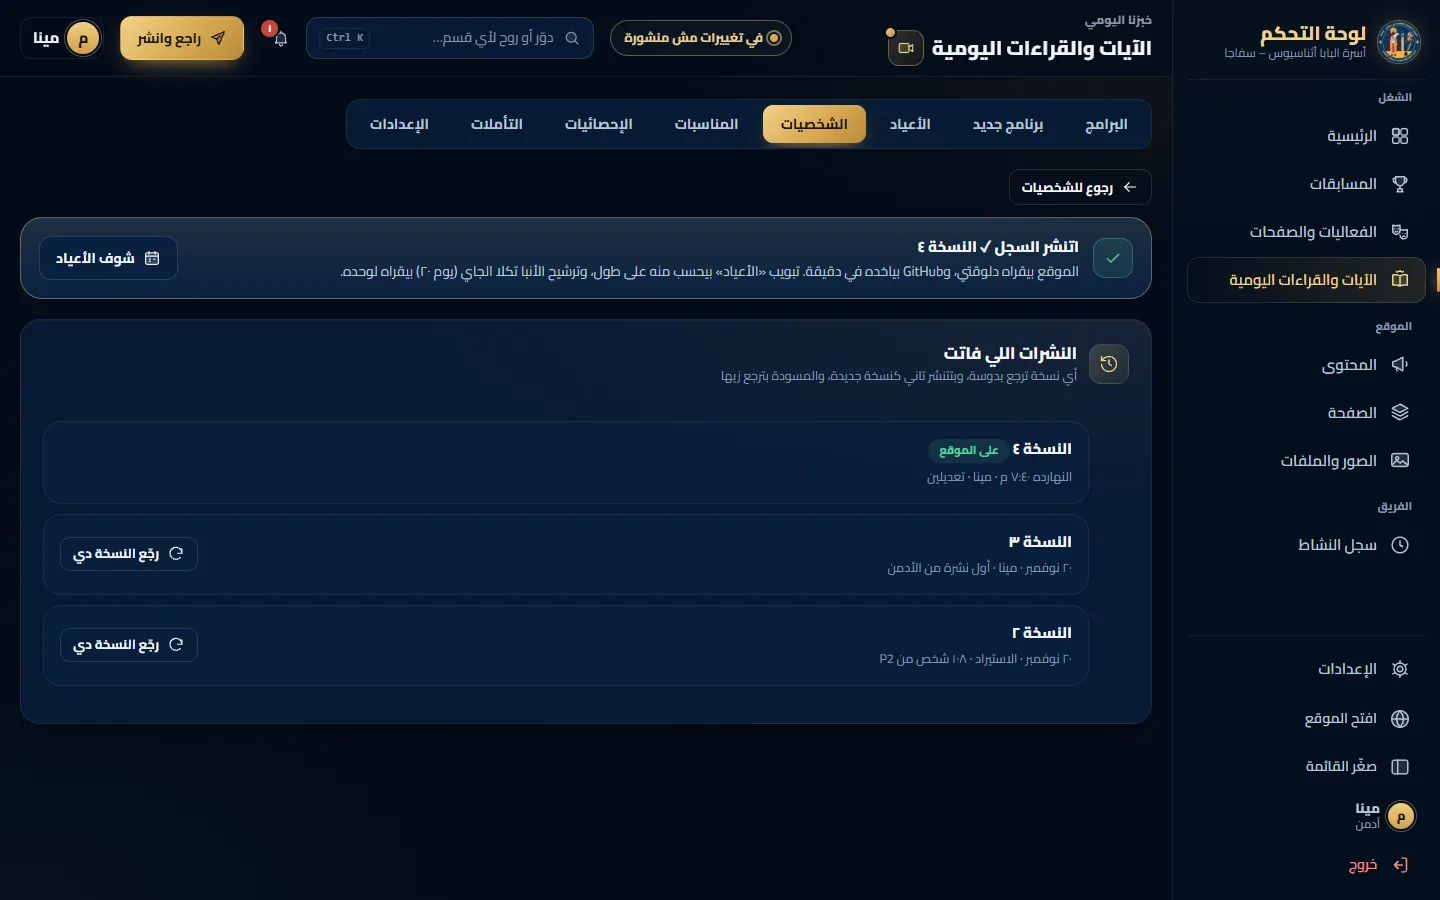 لوحة التحكم
أسرة البابا أثناسيوس – سفاجا
الشغل
الرئيسية
المسابقات
الفعاليات والصفحات
الآيات والقراءات اليومية
الموقع
المحتوى
الصفحة
الصور والملفات
الفريق
سجل النشاط
الإعدادات
افتح الموقع
صغّر القائمة
م
مينا
أدمن
خروج
خبزنا اليومي
الآيات والقراءات اليومية
في تغييرات مش منشورة
دوّر أو روح لأي قسم...
Ctrl K
١
راجع وانشر
م
مينا
البرامج
برنامج جديد
الأعياد
الشخصيات
المناسبات
الإحصائيات
التأملات
الإعدادات
رجوع للشخصيات
اتنشر السجل ✓ النسخة ٤
الموقع بيقراه دلوقتي، وGitHub بياخده في دقيقة. تبويب «الأعياد» بيحسب منه على طول، وترشيح الأنبا تكلا الجاي (يوم ٢٠) بيقراه لوحده.
شوف الأعياد
النشرات اللي فاتت
أي نسخة ترجع بدوسة، وبتتنشر تاني كنسخة جديدة، والمسودة بترجع زيها
النسخة ٤
على الموقع
النهارده ٧:٤٠ م · مينا · تعديلين
النسخة ٣
٢٠ نوفمبر · مينا · أول نشرة من الأدمن
رجّع النسخة دي
النسخة ٢
٢٠ نوفمبر · الاستيراد · ١٠٨ شخص من P2
رجّع النسخة دي